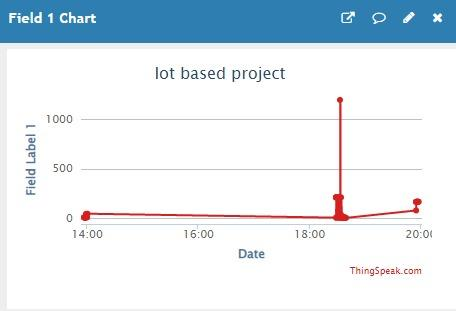 Field 1 Chart
Iot based project
Field Label 1
1000
500
0
14:00
16:00
18:00
20:00
Date
ThingSpeak.com